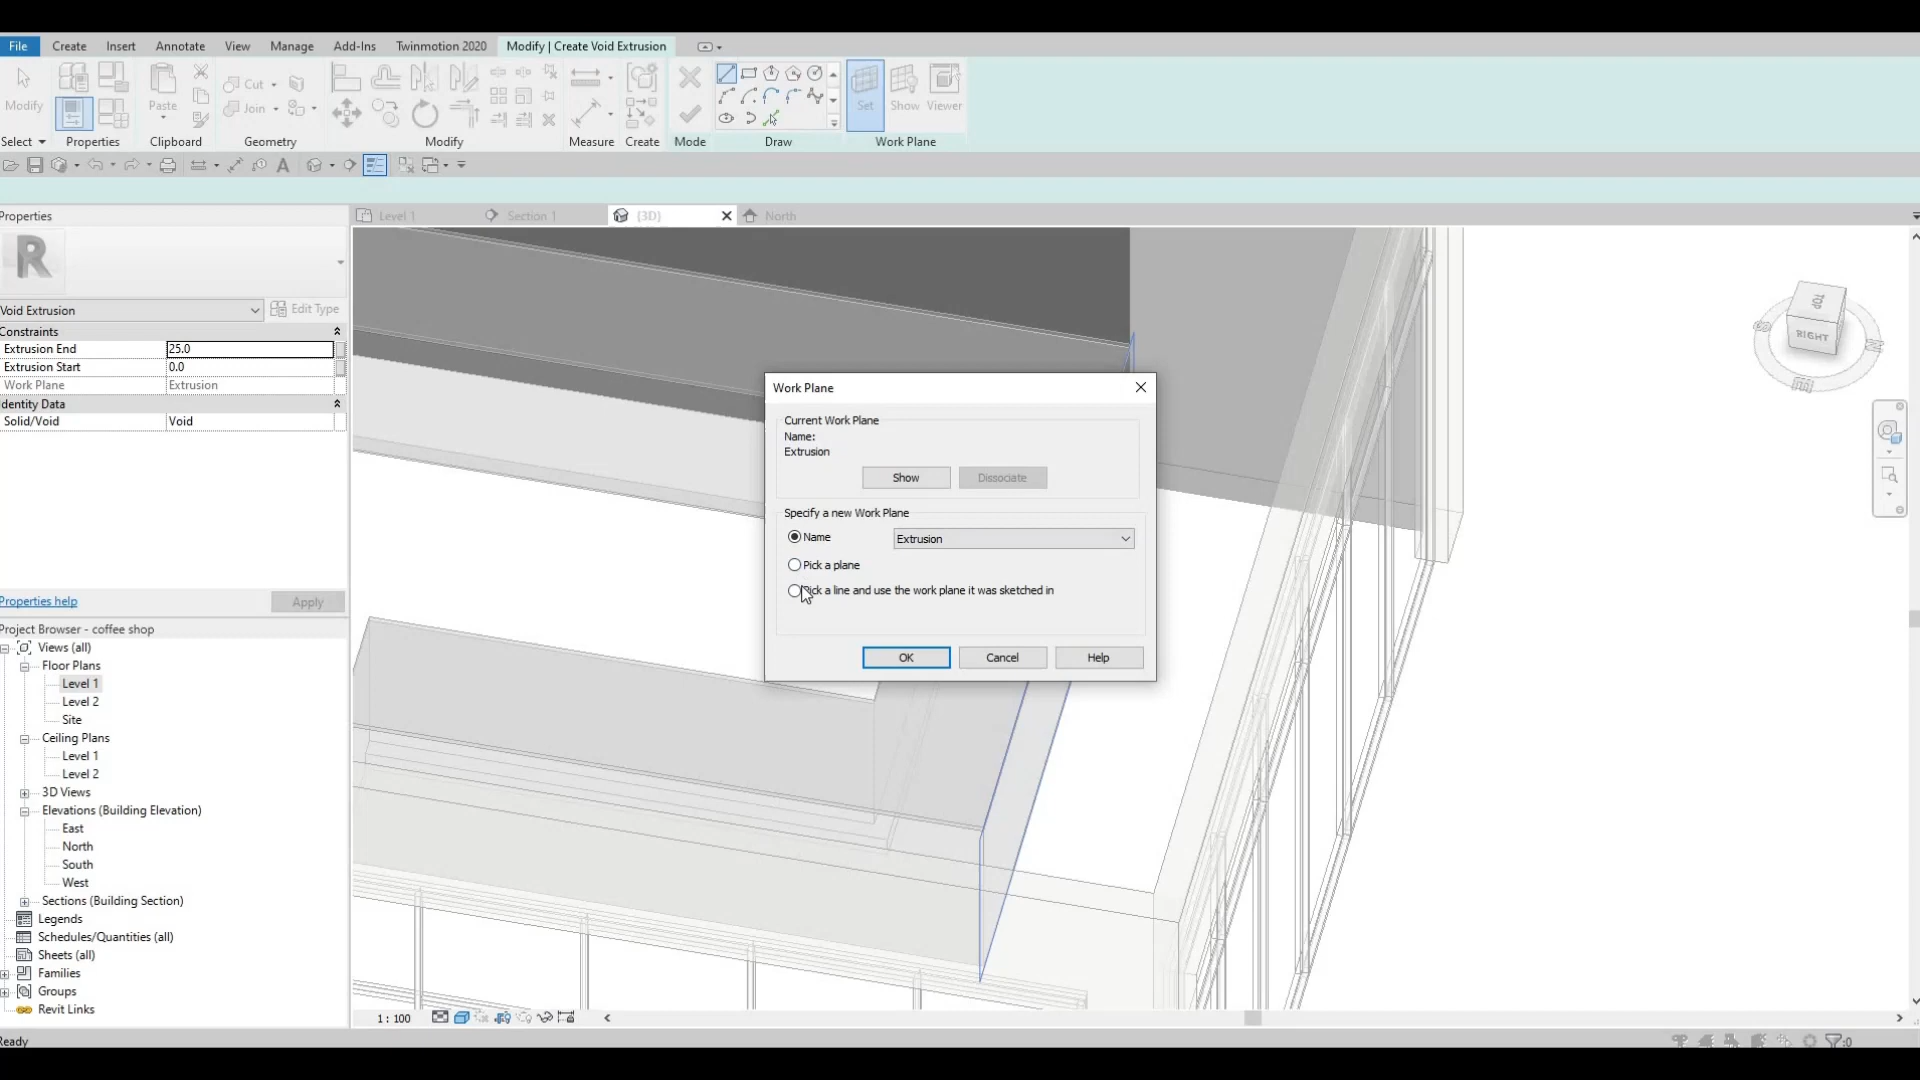 File Create Insert Annotate View Manage Add-Ins Twinmotion 2020 Modify | Create Void Extrusion
Modify Paste Cut Join Set Show Viewer
Select Properties Clipboard Geometry Modify Measure Create Mode Draw Work Plane
Properties
Level 1 Section 1 {3D} North
R
Void Extrusion Edit Type
Constraints
Extrusion End 25.0
Extrusion Start 0.0
Work Plane Extrusion
Identity Data
Solid/Void Void
Properties help Apply
Project Browser - coffee shop
Views (all)
Floor Plans
Level 1
Level 2
Site
Ceiling Plans
Level 1
Level 2
3D Views
Elevations (Building Elevation)
East
North
South
West
Sections (Building Section)
Legends
Schedules/Quantities (all)
Sheets (all)
Families
Groups
Revit Links
Work Plane
Current Work Plane
Name:
Extrusion
Show Dissociate
Specify a new Work Plane
Name Extrusion
Pick a plane
Pick a line and use the work plane it was sketched in
OK Cancel Help
TOP
RIGHT
1 : 100
Ready
:0